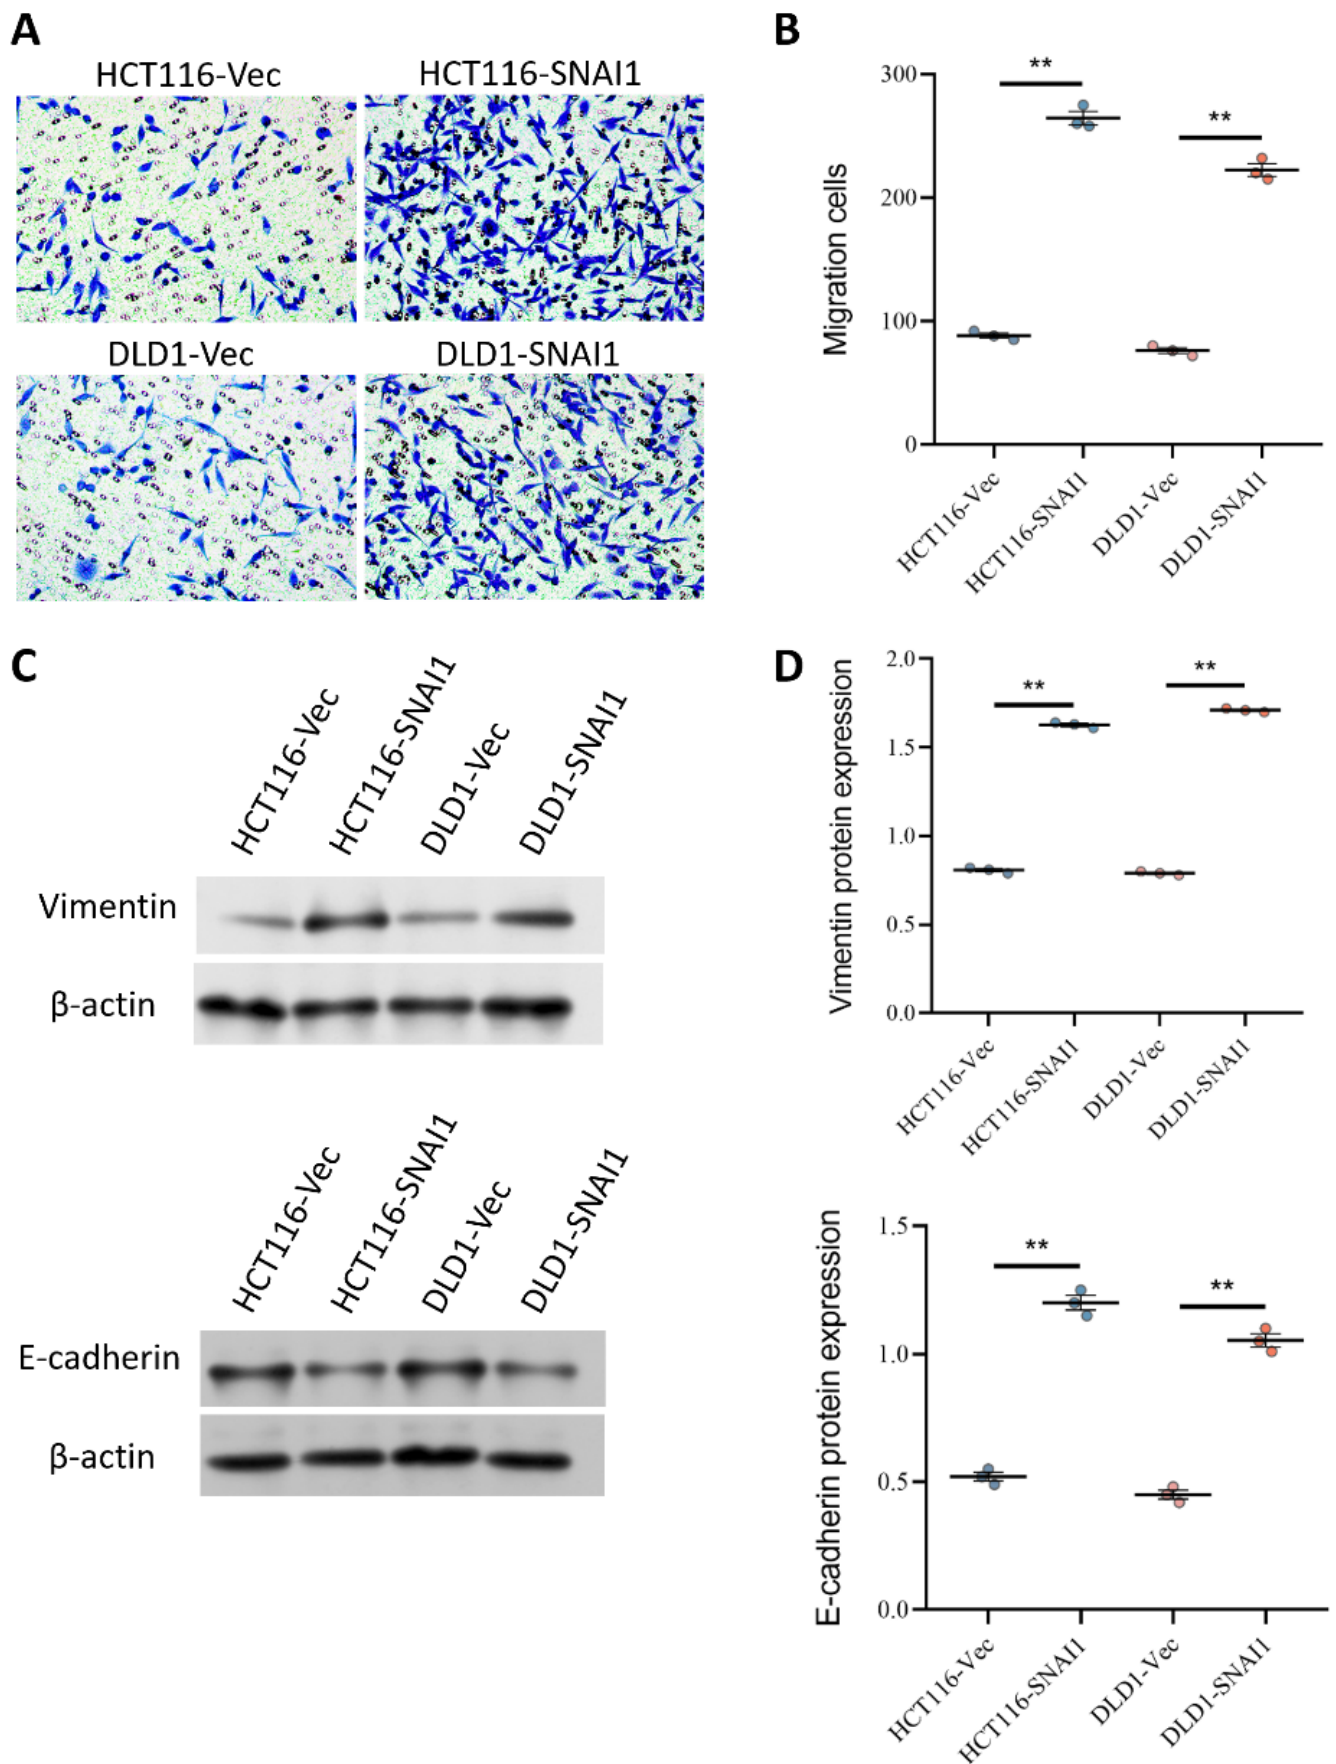 A
HCT116-Vec
HCT116-SNAI1
DLD1-Vec
DLD1-SNAI1
B
Migration cells
300
200
100
0
**
**
HCT116-Vec
HCT116-SNAI1
DLD1-Vec
DLD1-SNAI1
C
HCT116-Vec
HCT116-SNAI1
DLD1-Vec
DLD1-SNAI1
Vimentin
β-actin
HCT116-Vec
HCT116-SNAI1
DLD1-Vec
DLD1-SNAI1
E-cadherin
β-actin
D
Vimentin protein expression
2.0
1.5
1.0
0.5
0.0
**
**
HCT116-Vec
HCT116-SNAI1
DLD1-Vec
DLD1-SNAI1
E-cadherin protein expression
1.5
1.0
0.5
0.0
**
**
HCT116-Vec
HCT116-SNAI1
DLD1-Vec
DLD1-SNAI1